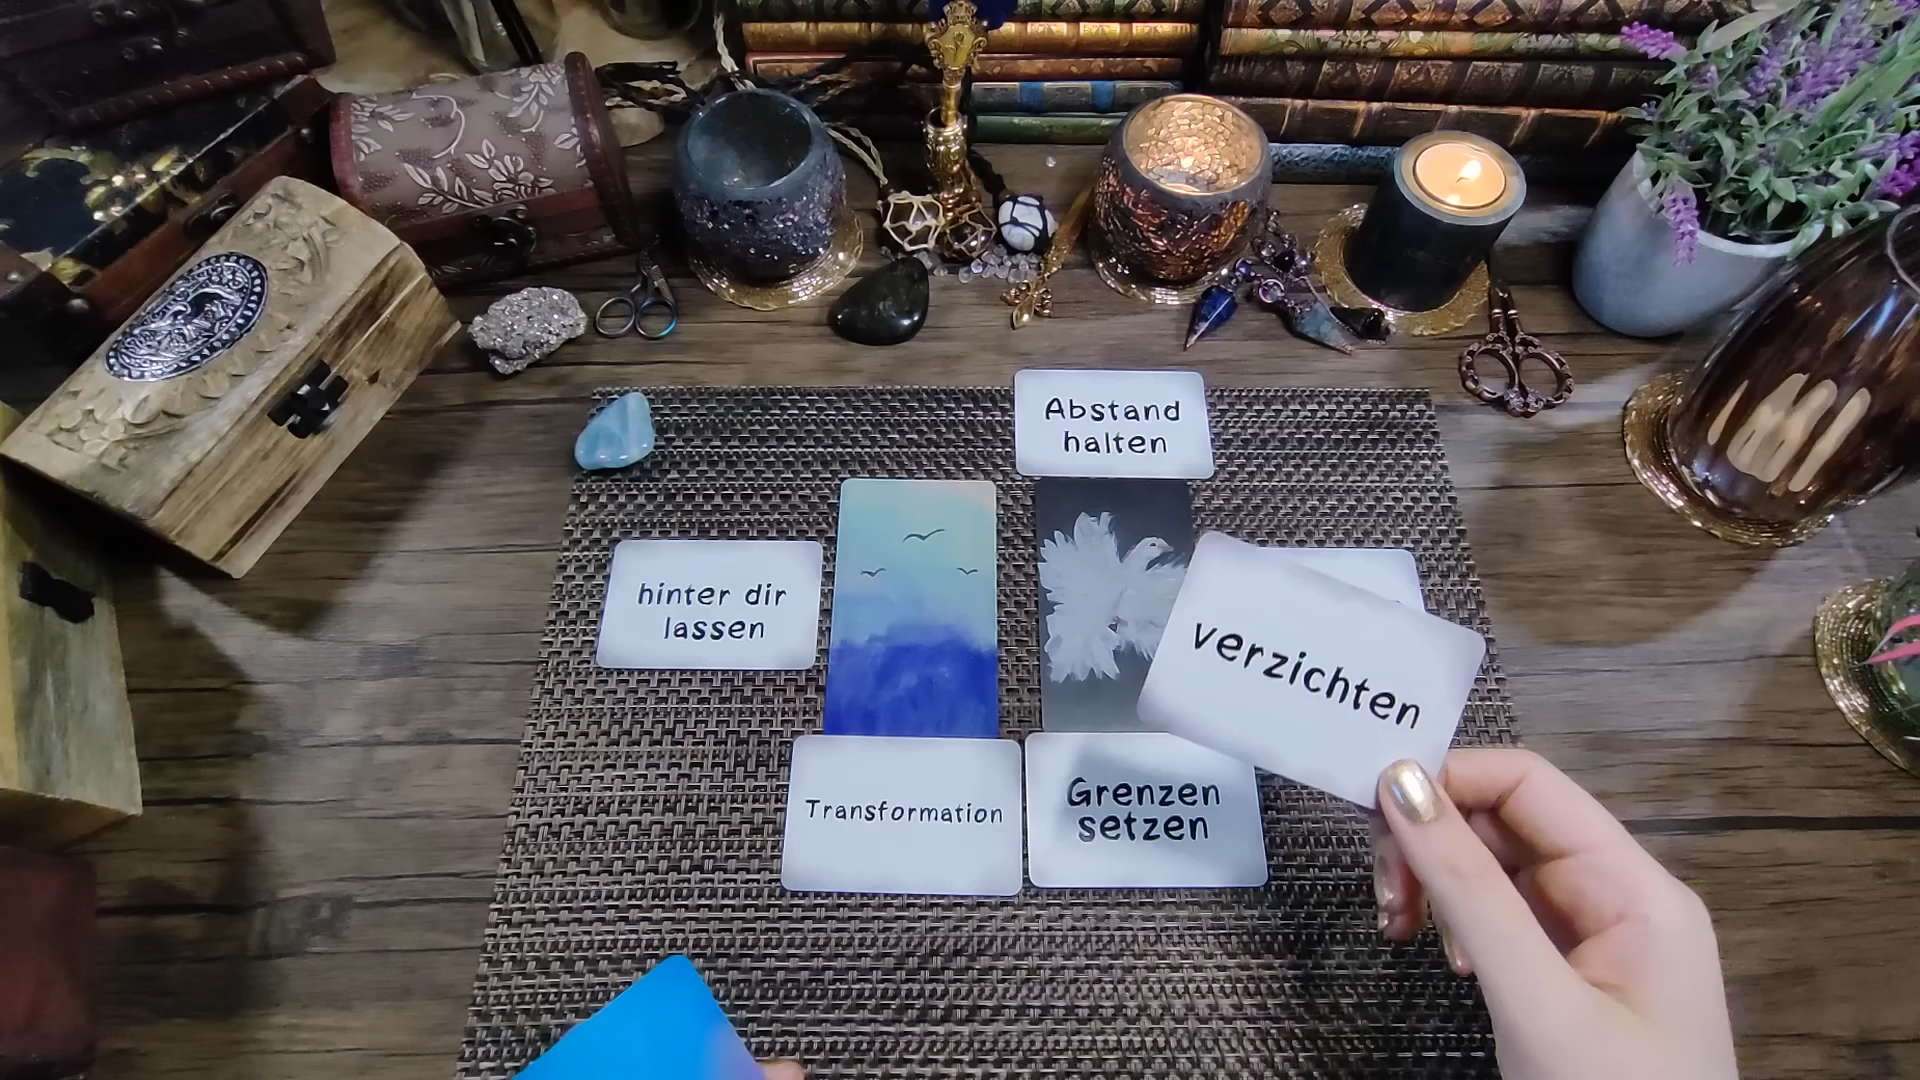 Abstand
halten
hinter dir
lassen
verzichten
Transformation
Grenzen
setzen